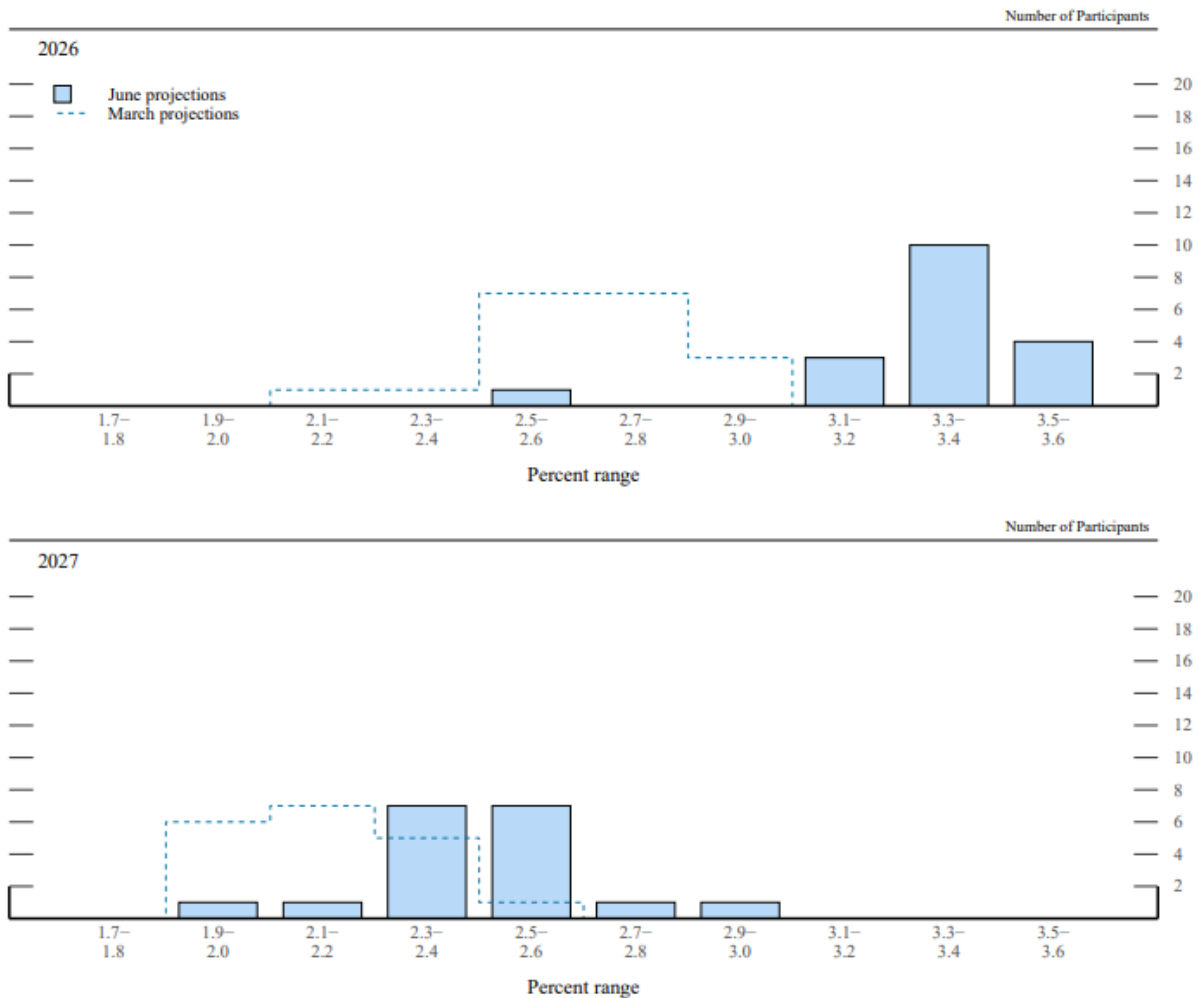 Number of Participants
2026
June projections
March projections
20
18
16
14
12
10
8
6
4
2
1.7– 1.9– 2.1– 2.3– 2.5– 2.7– 2.9– 3.1– 3.3– 3.5–
1.8 2.0 2.2 2.4 2.6 2.8 3.0 3.2 3.4 3.6
Percent range
Number of Participants
2027
20
18
16
14
12
10
8
6
4
2
1.7– 1.9– 2.1– 2.3– 2.5– 2.7– 2.9– 3.1– 3.3– 3.5–
1.8 2.0 2.2 2.4 2.6 2.8 3.0 3.2 3.4 3.6
Percent range